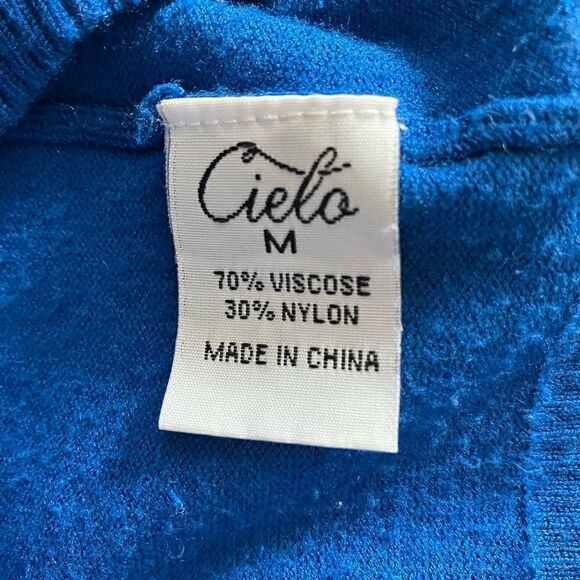 Cielo
M
70% VISCOSE
30% NYLON
MADE IN CHINA